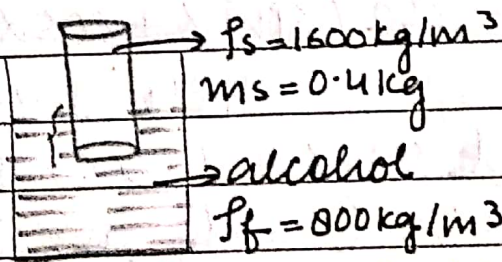 ρs = 1600 kg/m³
ms = 0.4 kg
alcohol
ρf = 800 kg/m³